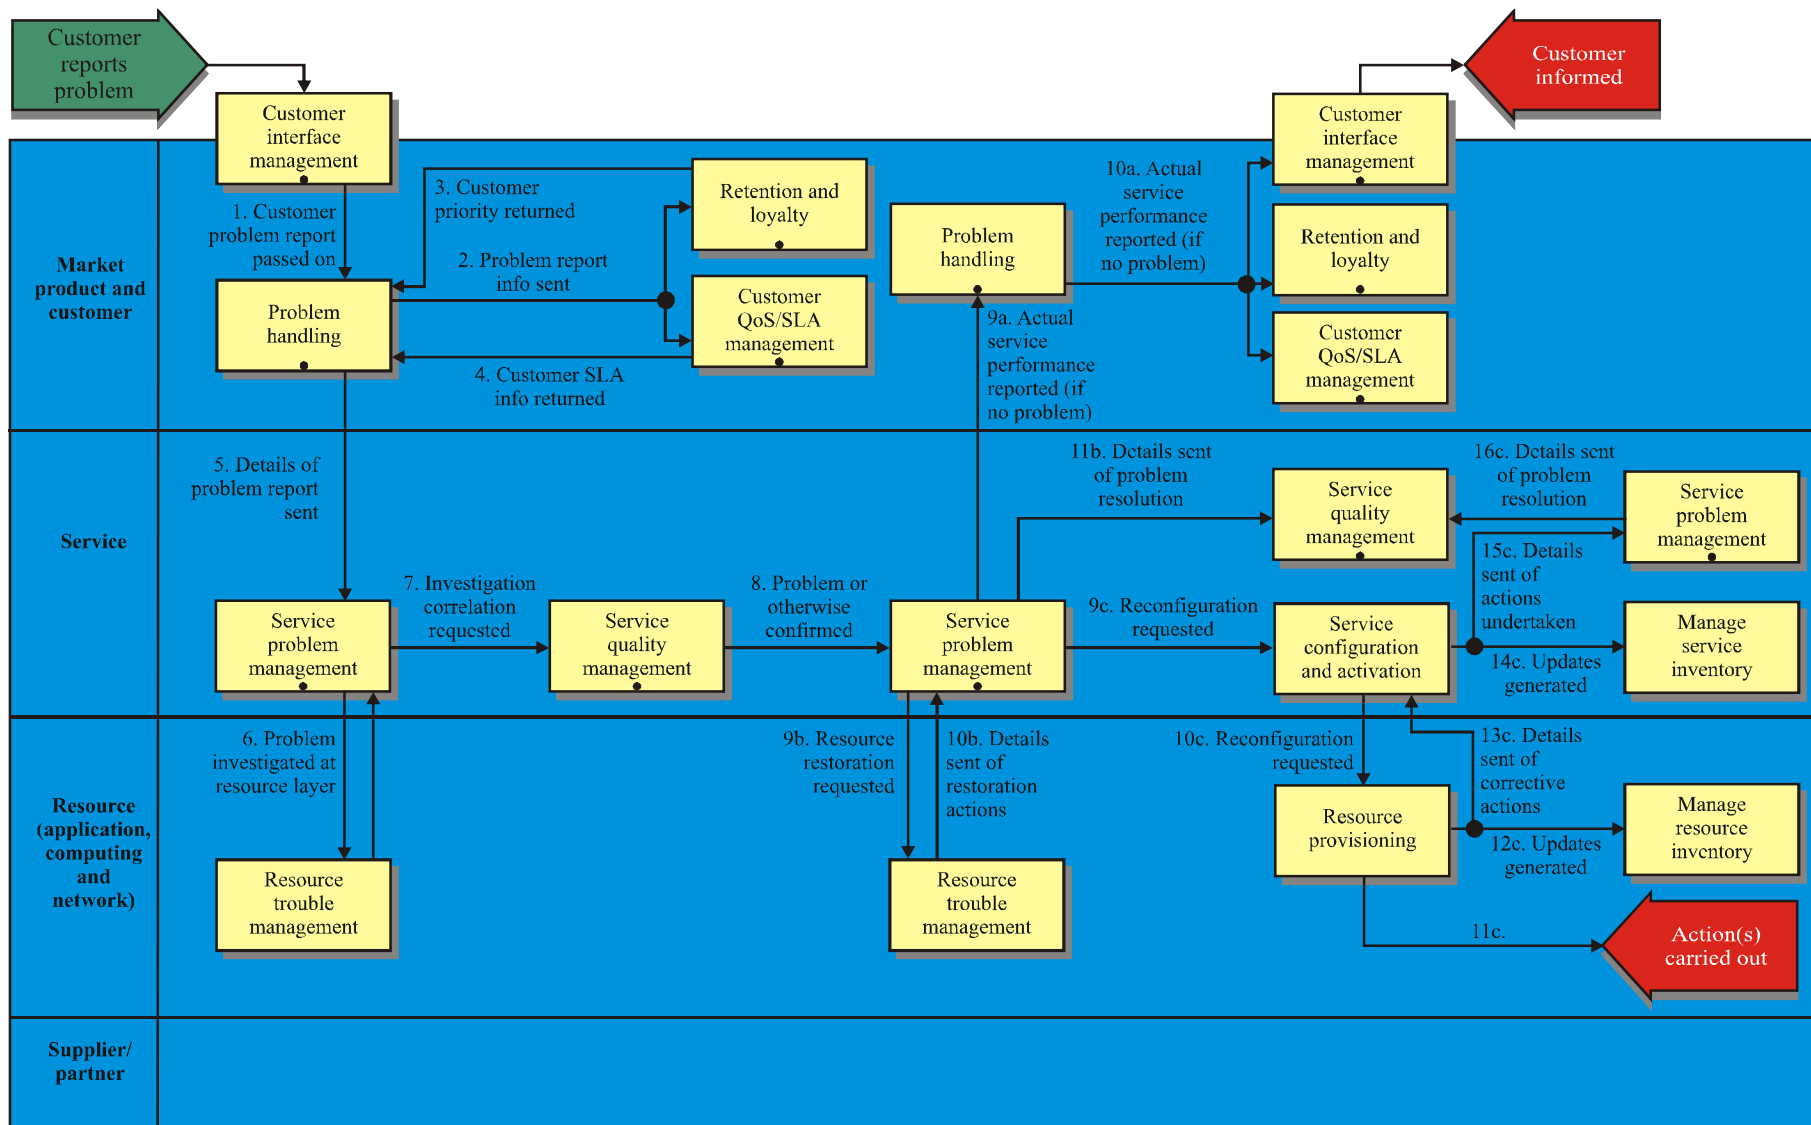 Customer
reports
problem
Customer
informed
Customer
interface
management
Customer
interface
management
Market
product and
customer
1. Customer
problem report
passed on
3. Customer
priority returned
2. Problem report
info sent
4. Customer SLA
info returned
Retention and
loyalty
Customer
QoS/SLA
management
Problem
handling
Problem
handling
10a. Actual
service
performance
reported (if
no problem)
9a. Actual
service
performance
reported (if
no problem)
Retention and
loyalty
Customer
QoS/SLA
management
Service
5. Details of
problem report
sent
Service
problem
management
7. Investigation
correlation
requested
Service
quality
management
8. Problem or
otherwise
confirmed
Service
problem
management
11b. Details sent
of problem
resolution
9c. Reconfiguration
requested
Service
quality
management
16c. Details sent
of problem
resolution
Service
problem
management
15c. Details
sent of
actions
undertaken
Service
configuration
and activation
14c. Updates
generated
Manage
service
inventory
Resource
(application,
computing
and
network)
6. Problem
investigated at
resource layer
Resource
trouble
management
9b. Resource
restoration
requested
10b. Details
sent of
restoration
actions
Resource
trouble
management
10c. Reconfiguration
requested
13c. Details
sent of
corrective
actions
Resource
provisioning
12c. Updates
generated
Manage
resource
inventory
11c.
Action(s)
carried out
Supplier/
partner